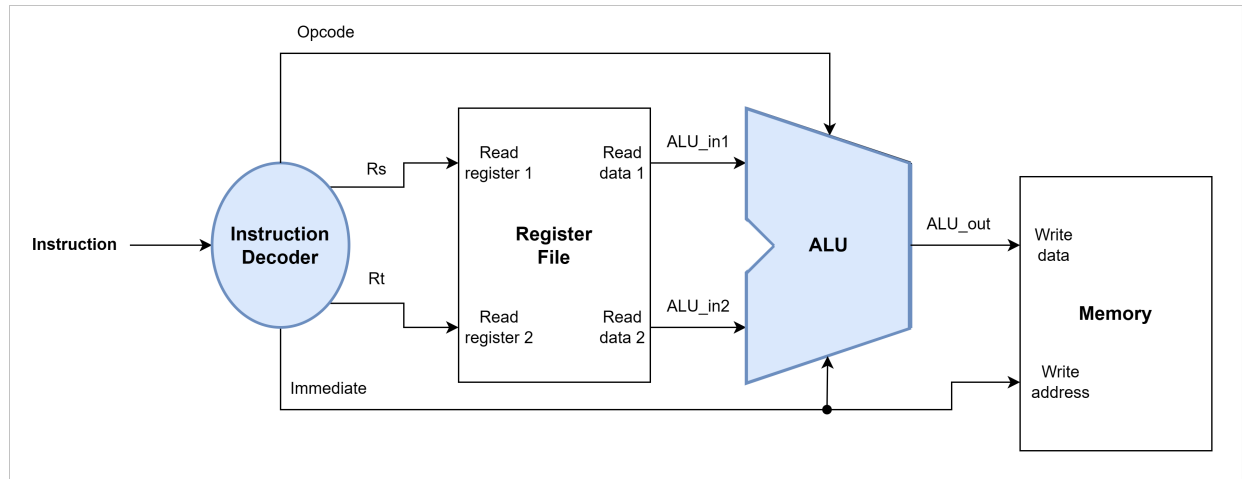 Opcode
Rs
Rt
Immediate
Instruction
Instruction
Decoder
Read
register 1
Read
data 1
Register
File
Read
register 2
Read
data 2
ALU_in1
ALU_in2
ALU
ALU_out
Write
data
Memory
Write
address